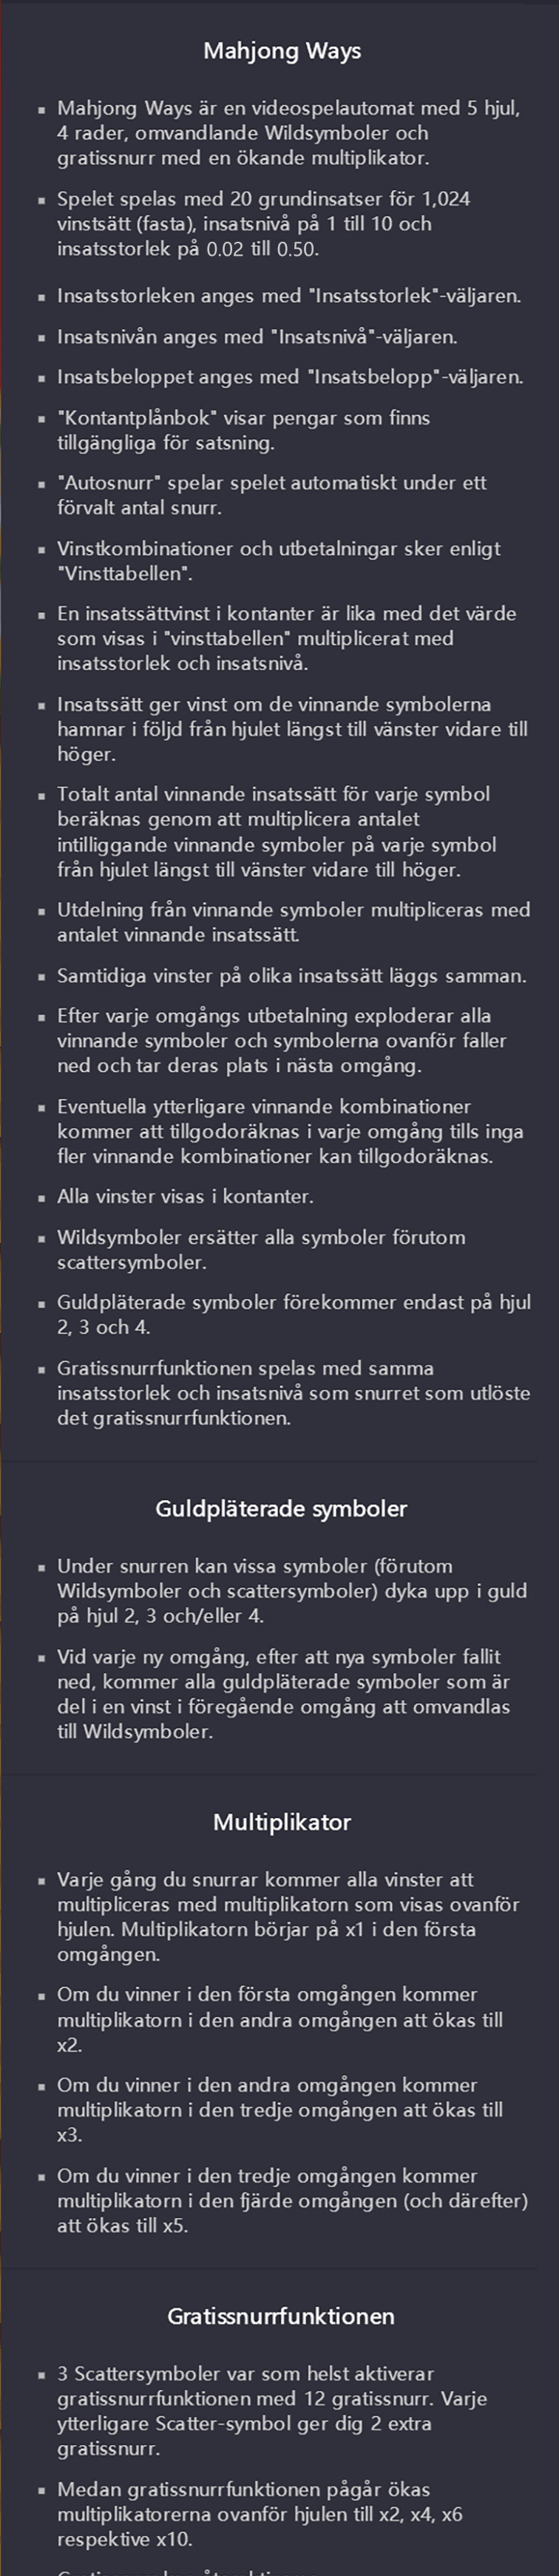 Mahjong Ways
▪ Mahjong Ways är en videospelautomat med 5 hjul,
4 rader, omvandlande Wildsymboler och
gratissnurr med en ökande multiplikator.
▪ Spelet spelas med 20 grundinsatser för 1,024
vinstsätt (fasta), insatsnivå på 1 till 10 och
insatsstorlek på 0.02 till 0.50.
▪ Insatsstorleken anges med "Insatsstorlek"-väljaren.
▪ Insatsnivån anges med "Insatsnivå"-väljaren.
▪ Insatsbeloppet anges med "Insatsbelopp"-väljaren.
▪ "Kontantplånbok" visar pengar som finns
tillgängliga för satsning.
▪ "Autosnurr" spelar spelet automatiskt under ett
förvalt antal snurr.
▪ Vinstkombinationer och utbetalningar sker enligt
"Vinsttabellen".
▪ En insatssättvinst i kontanter är lika med det värde
som visas i "vinsttabellen" multiplicerat med
insatsstorlek och insatsnivå.
▪ Insatssätt ger vinst om de vinnande symbolerna
hamnar i följd från hjulet längst till vänster vidare till
höger.
▪ Totalt antal vinnande insatssätt för varje symbol
beräknas genom att multiplicera antalet
intilliggande vinnande symboler på varje symbol
från hjulet längst till vänster vidare till höger.
▪ Utdelning från vinnande symboler multipliceras med
antalet vinnande insatssätt.
▪ Samtidiga vinster på olika insatssätt läggs samman.
▪ Efter varje omgångs utbetalning exploderar alla
vinnande symboler och symbolerna ovanför faller
ned och tar deras plats i nästa omgång.
▪ Eventuella ytterligare vinnande kombinationer
kommer att tillgodoräknas i varje omgång tills inga
fler vinnande kombinationer kan tillgodoräknas.
▪ Alla vinster visas i kontanter.
▪ Wildsymboler ersätter alla symboler förutom
scattersymboler.
▪ Guldpläterade symboler förekommer endast på hjul
2, 3 och 4.
▪ Gratissnurrfunktionen spelas med samma
insatsstorlek och insatsnivå som snurret som utlöste
det gratissnurrfunktionen.
Guldpläterade symboler
▪ Under snurren kan vissa symboler (förutom
Wildsymboler och scattersymboler) dyka upp i guld
på hjul 2, 3 och/eller 4.
▪ Vid varje ny omgång, efter att nya symboler fallit
ned, kommer alla guldpläterade symboler som är
del i en vinst i föregående omgång att omvandlas
till Wildsymboler.
Multiplikator
▪ Varje gång du snurrar kommer alla vinster att
multipliceras med multiplikatorn som visas ovanför
hjulen. Multiplikatorn börjar på x1 i den första
omgången.
▪ Om du vinner i den första omgången kommer
multiplikatorn i den andra omgången att ökas till
x2.
▪ Om du vinner i den andra omgången kommer
multiplikatorn i den tredje omgången att ökas till
x3.
▪ Om du vinner i den tredje omgången kommer
multiplikatorn i den fjärde omgången (och därefter)
att ökas till x5.
Gratissnurrfunktionen
▪ 3 Scattersymboler var som helst aktiverar
gratissnurrfunktionen med 12 gratissnurr. Varje
ytterligare Scatter-symbol ger dig 2 extra
gratissnurr.
▪ Medan gratissnurrfunktionen pågår ökas
multiplikatorerna ovanför hjulen till x2, x4, x6
respektive x10.